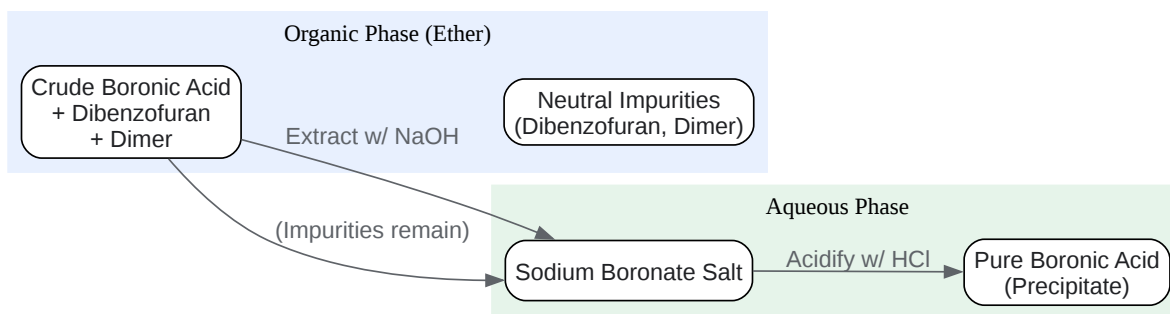 Organic Phase (Ether)
Crude Boronic Acid
+ Dibenzofuran
+ Dimer
Neutral Impurities
(Dibenzofuran, Dimer)
Extract w/ NaOH
(Impurities remain)
Aqueous Phase
Sodium Boronate Salt
Acidify w/ HCl
Pure Boronic Acid
(Precipitate)